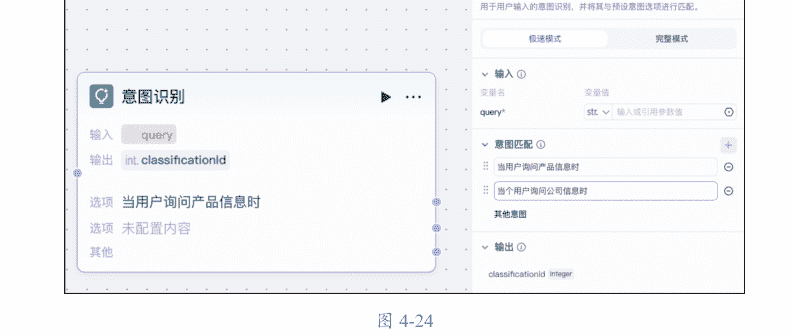 用于用户输入的意图识别，并将其与预设意图选项进行匹配。
极速模式 完整模式
意图识别
输入 query
输出 int. classificationId
选项 当用户询问产品信息时
选项 未配置内容
其他
输入
变量名 变量值
query* str. 输入或引用参数值
意图匹配
当用户询问产品信息时
当个用户询问公司信息时
其他意图
输出
classificationId Integer
图 4-24